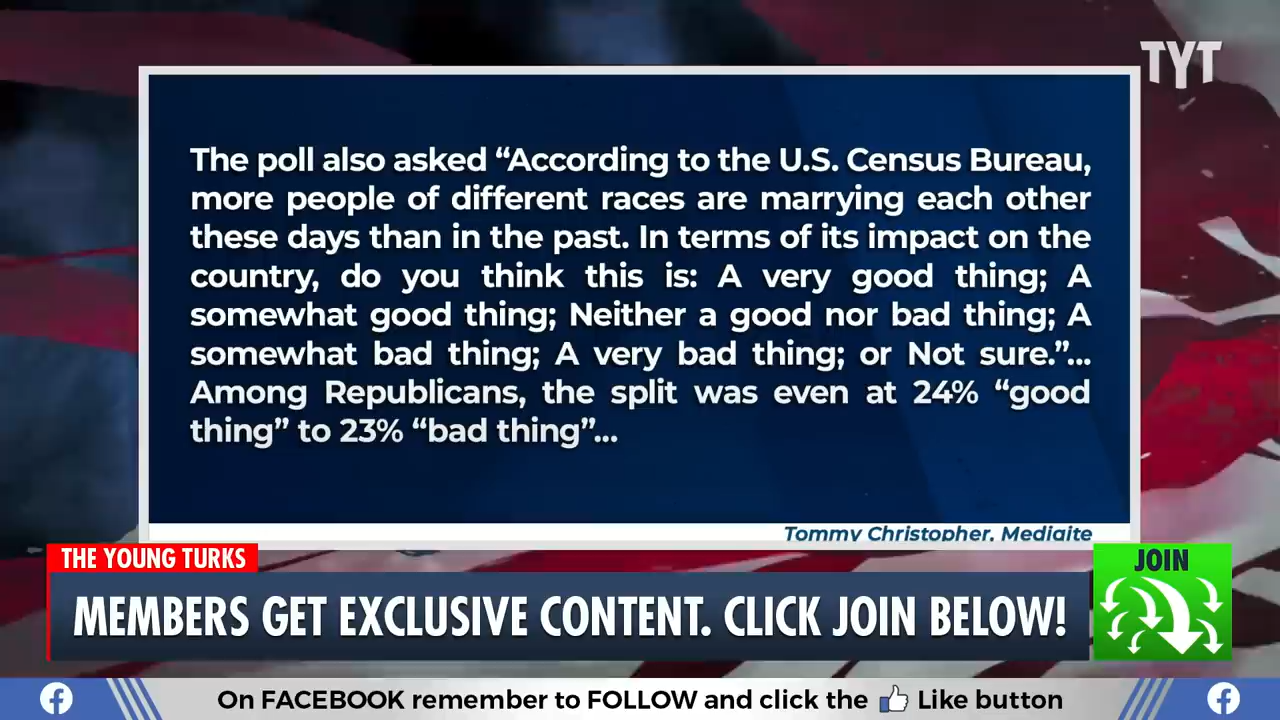 TYT
The poll also asked “According to the U.S. Census Bureau,
more people of different races are marrying each other
these days than in the past. In terms of its impact on the
country, do you think this is: A very good thing; A
somewhat good thing; Neither a good nor bad thing; A
somewhat bad thing; A very bad thing; or Not sure.”...
Among Republicans, the split was even at 24% “good
thing” to 23% “bad thing”...
Tommy Christopher, Mediaite
THE YOUNG TURKS
MEMBERS GET EXCLUSIVE CONTENT. CLICK JOIN BELOW!
JOIN
On FACEBOOK remember to FOLLOW and click the Like button